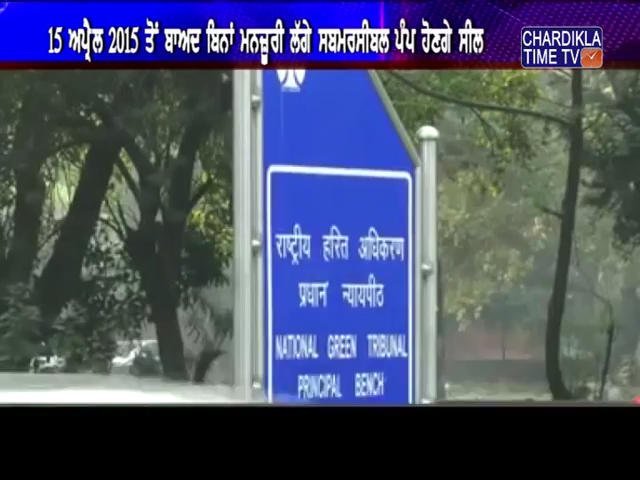 15 ਅਪ੍ਰੈਲ 2015 ਤੋਂ ਬਾਅਦ ਬਿਨਾਂ ਮਨਜ਼ੂਰੀ ਲੱਗੇ ਸਬਮਰਸੀਬਲ ਪੰਪ ਹੋਣਗੇ ਸੀਲ
CHARDIKLA
TIME TV
राष्ट्रीय हरित अधिकरण
प्रधान न्यायपीठ
NATIONAL GREEN TRIBUNAL
PRINCIPAL BENCH